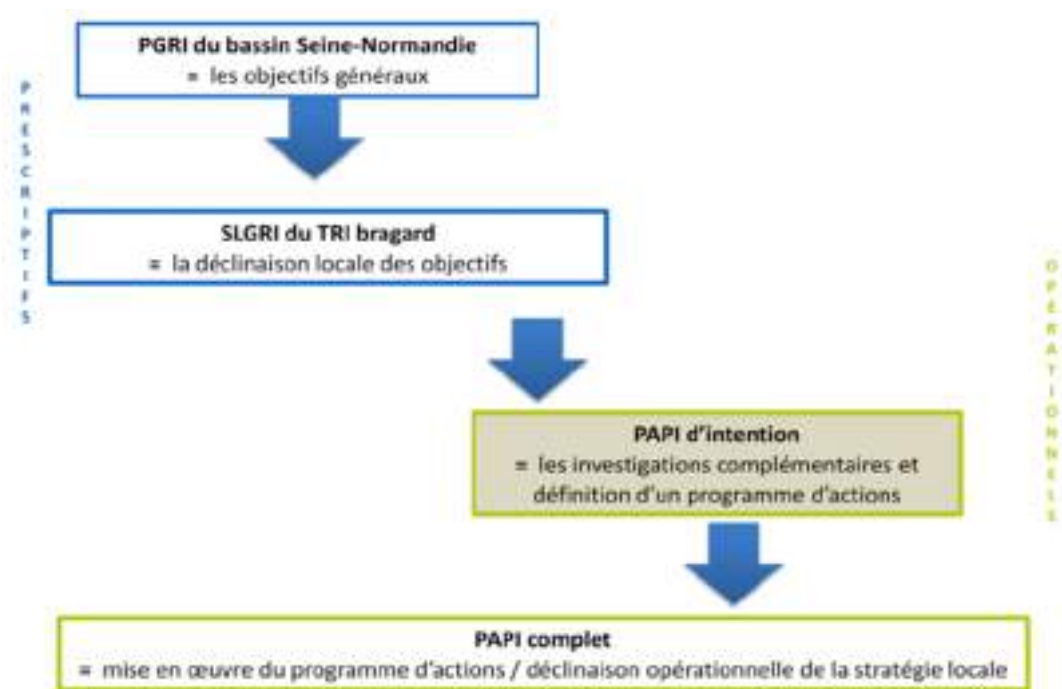 PGRI du bassin Seine-Normandie
= les objectifs généraux
PRESCRIPTIFS
SLGRI du TRI bragard
= la déclinaison locale des objectifs
OPÉRATIONNELS
PAPI d'intention
= les investigations complémentaires et
définition d'un programme d'actions
PAPI complet
= mise en œuvre du programme d'actions / déclinaison opérationnelle de la stratégie locale